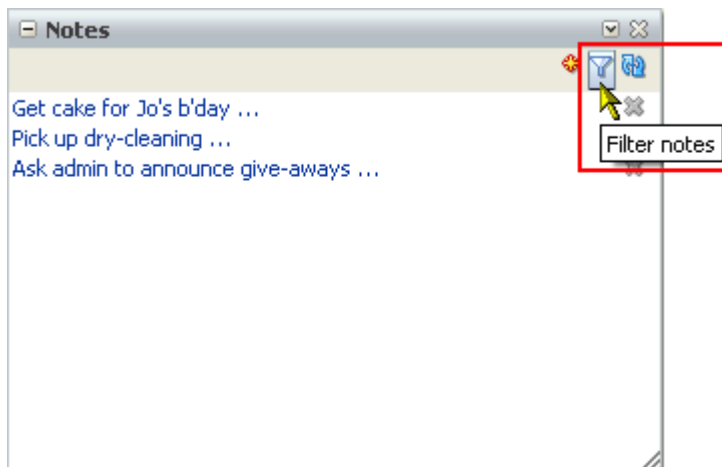 Notes
Get cake for Jo's b'day ...
Pick up dry-cleaning ...
Filter notes
Ask admin to announce give-aways ...